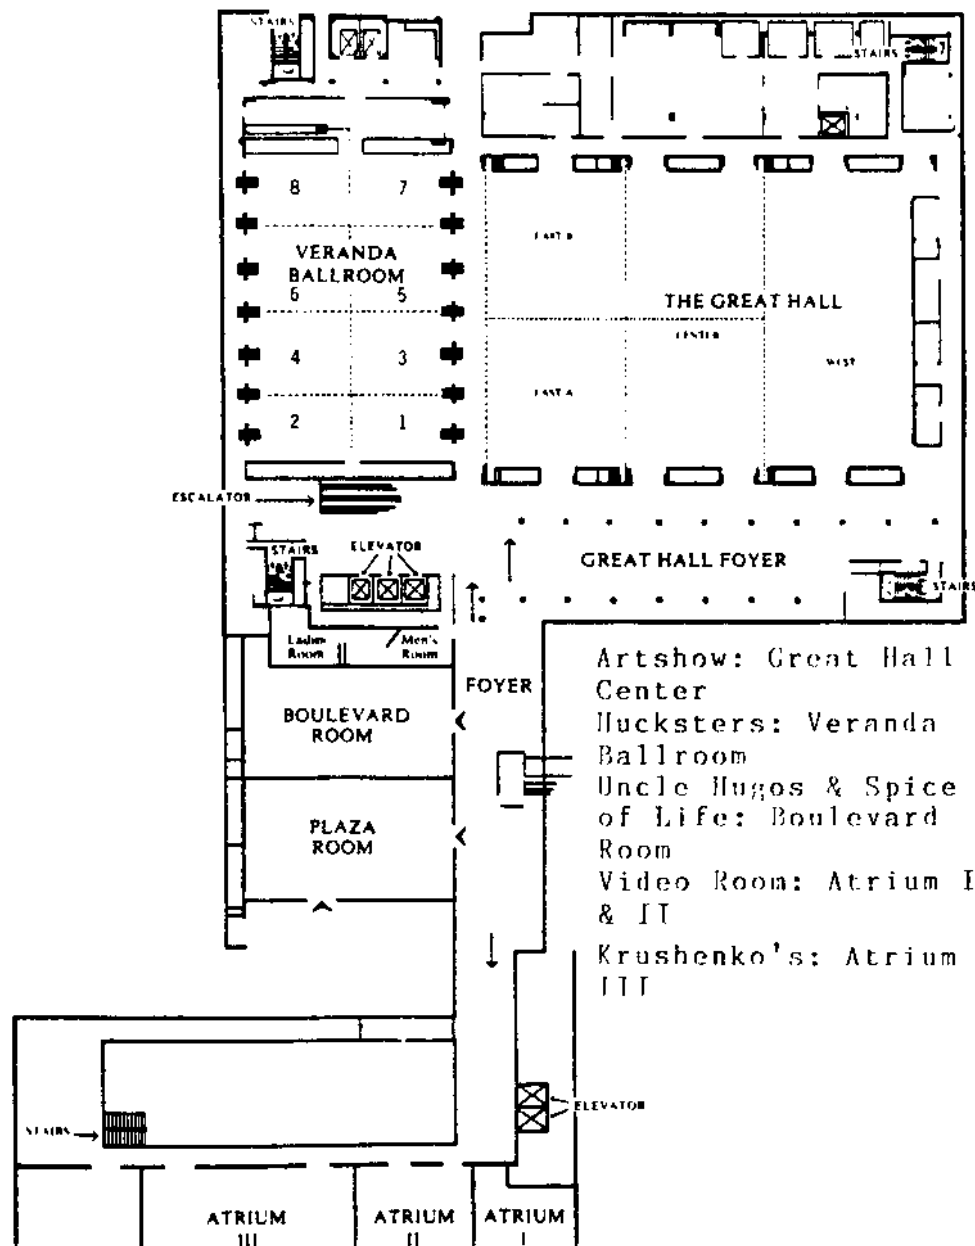 STAIRS
STAIRS
8
7
VERANDA
BALLROOM
6
5
4
3
2
1
EAST B
THE GREAT HALL
CENTER
WEST
EAST A
ESCALATOR
STAIRS
ELEVATOR
GREAT HALL FOYER
STAIRS
Ladies
Room
Men's
Room
FOYER
BOULEVARD
ROOM
PLAZA
ROOM
Artshow: Great Hall
Center
Hucksters: Veranda
Ballroom
Uncle Hugos & Spice
of Life: Boulevard
Room
Video Room: Atrium I
& II
Krushenko's: Atrium
III
ELEVATOR
STAIRS
ATRIUM
III
ATRIUM
II
ATRIUM
I